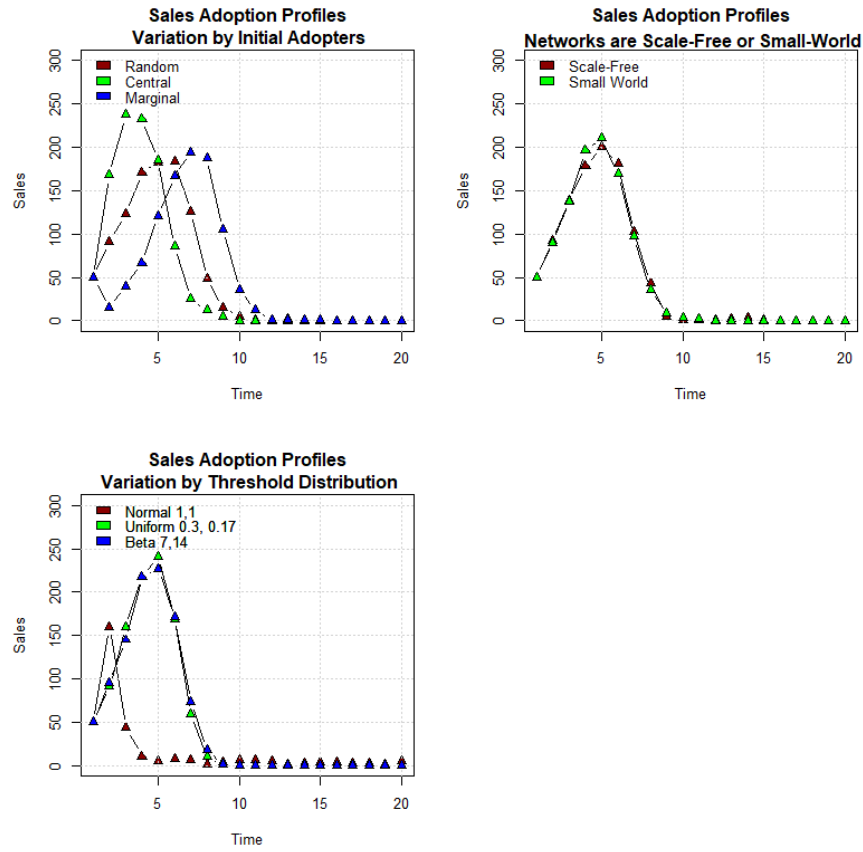 Sales Adoption Profiles
Variation by Initial Adopters
Random
Central
Marginal
300
250
200
150
100
50
0
Sales
5 10 15 20
Time
Sales Adoption Profiles
Networks are Scale-Free or Small-World
Scale-Free
Small World
300
250
200
150
100
50
0
Sales
5 10 15 20
Time
Sales Adoption Profiles
Variation by Threshold Distribution
Normal 1,1
Uniform 0.3, 0.17
Beta 7,14
300
250
200
150
100
50
0
Sales
5 10 15 20
Time